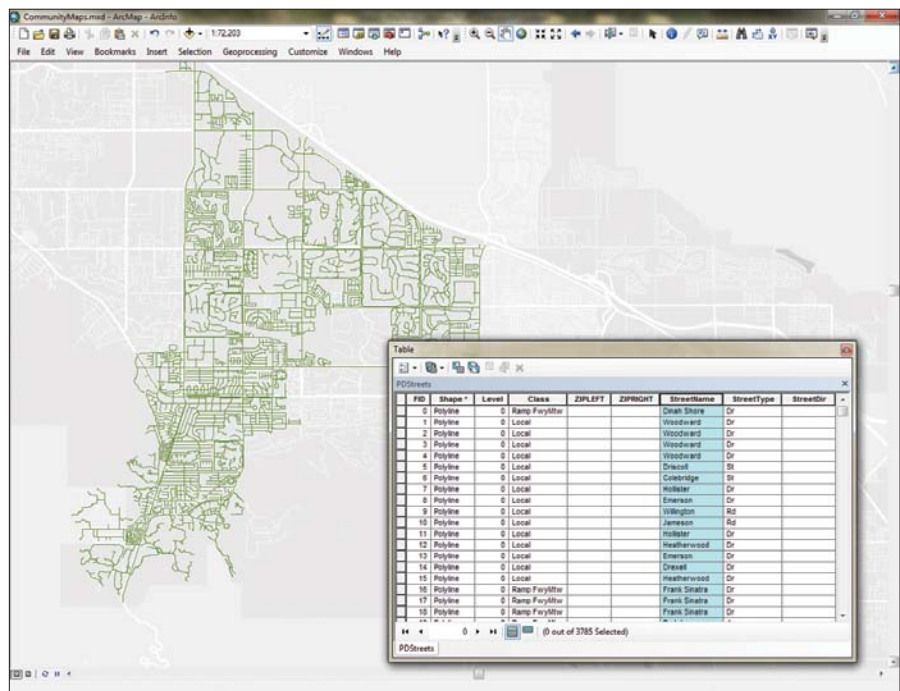 CommunityMaps.mxd - ArcMap - ArcInfo
1:72,203
File Edit View Bookmarks Insert Selection Geoprocessing Customize Windows Help
Table
PDStreets
FID Shape * Level Class ZIPLEFT ZIPRIGHT StreetName StreetType StreetDir
0 Polyline 0 Ramp FwyMtw Dinah Shore Dr
1 Polyline 0 Local Woodward Dr
2 Polyline 0 Local Woodward Dr
3 Polyline 0 Local Woodward Dr
4 Polyline 0 Local Woodward Dr
5 Polyline 0 Local Driscoll St
6 Polyline 0 Local Colebridge St
7 Polyline 0 Local Hollister Dr
8 Polyline 0 Local Emerson Dr
9 Polyline 0 Local Willington Rd
10 Polyline 0 Local Jameson Rd
11 Polyline 0 Local Hollister Dr
12 Polyline 0 Local Heatherwood Dr
13 Polyline 0 Local Emerson Dr
14 Polyline 0 Local Drexell Dr
15 Polyline 0 Local Heatherwood Dr
16 Polyline 0 Ramp FwyMtw Frank Sinatra Dr
17 Polyline 0 Ramp FwyMtw Frank Sinatra Dr
18 Polyline 0 Ramp FwyMtw Frank Sinatra Dr
0 (0 out of 3785 Selected)
PDStreets